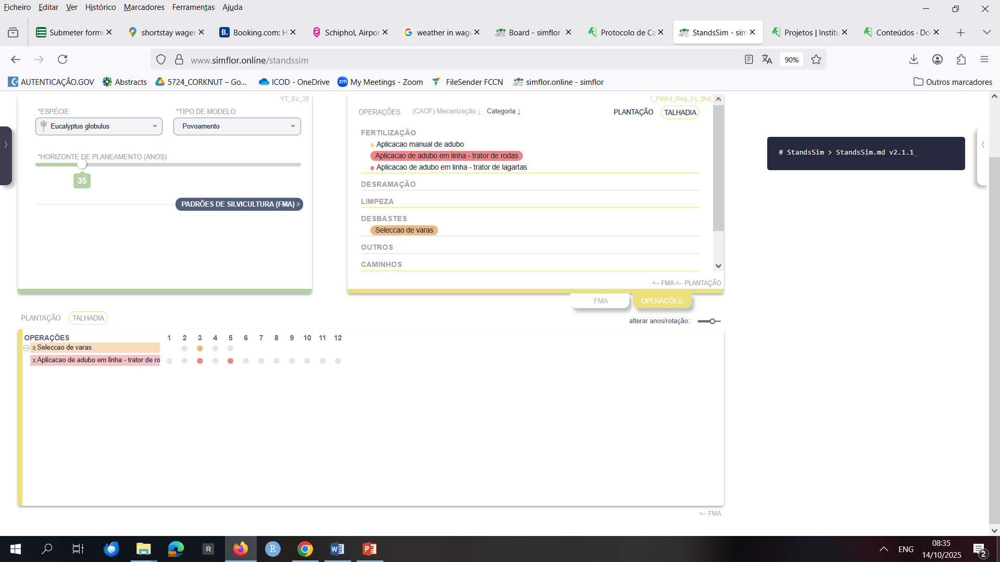 Ficheiro Editar Ver Histórico Marcadores Ferramentas Ajuda
Submeter formu shortstay wager Booking.com: H Schiphol, Airpor weather in wage Board - simflor Protocolo de Ca StandsSim - sim Projetos | Institu Conteúdos · Do
www.simflor.online/standssim 90%
AUTENTICAÇÃO.GOV Abstracts 5724_CORKNUT – Go... ICOD - OneDrive My Meetings - Zoom FileSender FCCN simflor.online - simflor Outros marcadores
YT_Ec_35
*ESPÉCIE *TIPO DE MODELO
Eucalyptus globulus Povoamento
*HORIZONTE DE PLANEAMENTO (ANOS)
35
PADRÕES DE SILVICULTURA (FMA) >
1_FMA4_Reg_Ec_tlhd_
OPERAÇÕES (CAOF) Mecanização ↓ Categoria ↓ PLANTAÇÃO TALHADIA
FERTILIZAÇÃO
Aplicacao manual de adubo
Aplicacao de adubo em linha - trator de rodas
Aplicacao de adubo em linha - trator de lagartas
DESRAMAÇÃO
LIMPEZA
DESBASTES
Seleccao de varas
OUTROS
CAMINHOS
<-- FMA <-- PLANTAÇÃO
FMA OPERAÇÕES
# StandsSim > StandsSim.md v2.1.1_
PLANTAÇÃO TALHADIA alterar anos/rotação:
OPERAÇÕES 1 2 3 4 5 6 7 8 9 10 11 12
x Seleccao de varas
x Aplicacao de adubo em linha - trator de ro
<-- FMA
08:35
ENG
14/10/2025
2